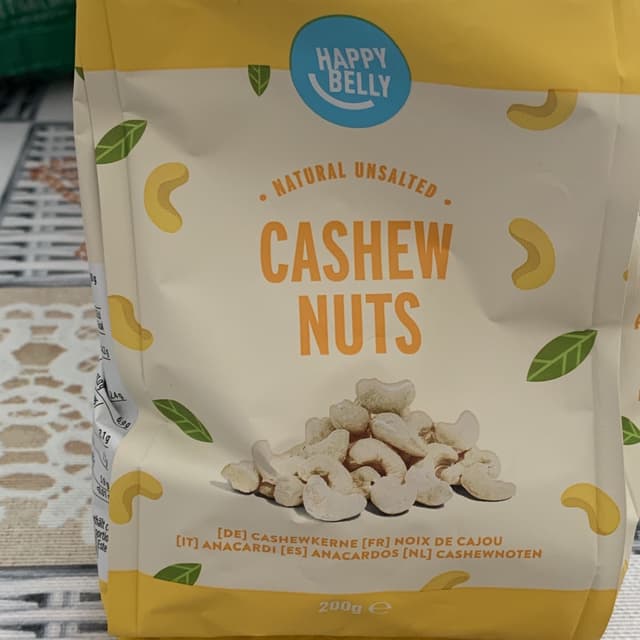 HAPPY
BELLY
• NATURAL UNSALTED •
CASHEW
NUTS
[DE] CASHEWKERNE [FR] NOIX DE CAJOU
[IT] ANACARDI [ES] ANACARDOS [NL] CASHEWNOTEN
200g ℮